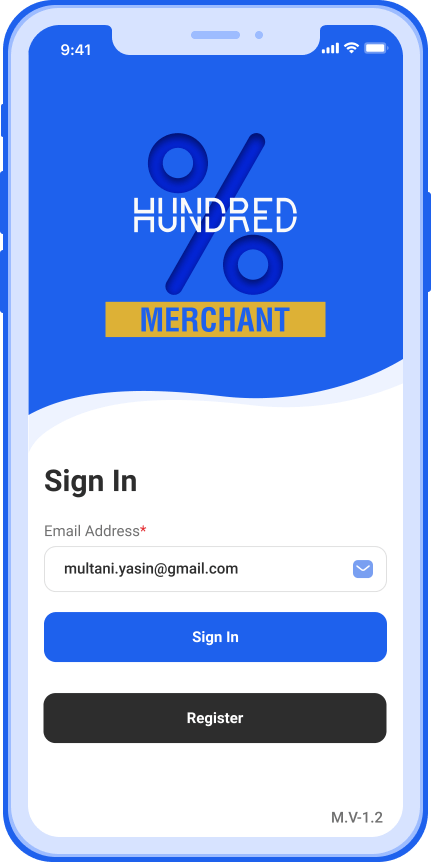 9:41
HUNDRED
MERCHANT
Sign In
Email Address*
multani.yasin@gmail.com
Sign In
Register
M.V-1.2